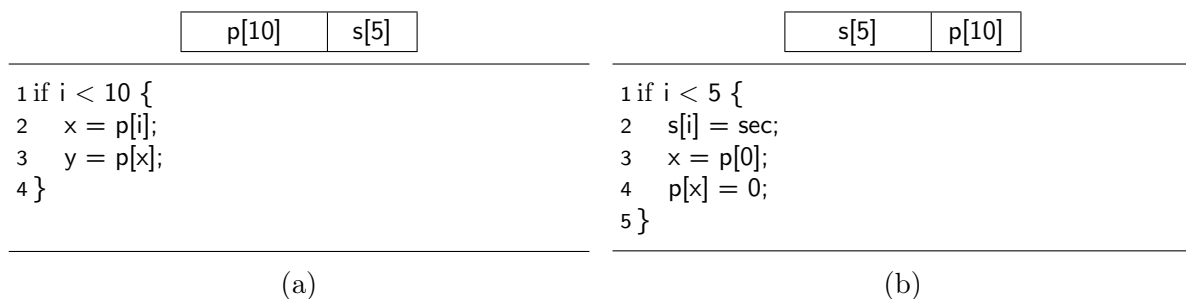 p[10] s[5]
1 if i < 10 {
2 x = p[i];
3 y = p[x];
4 }
(a)
s[5] p[10]
1 if i < 5 {
2 s[i] = sec;
3 x = p[0];
4 p[x] = 0;
5 }
(b)